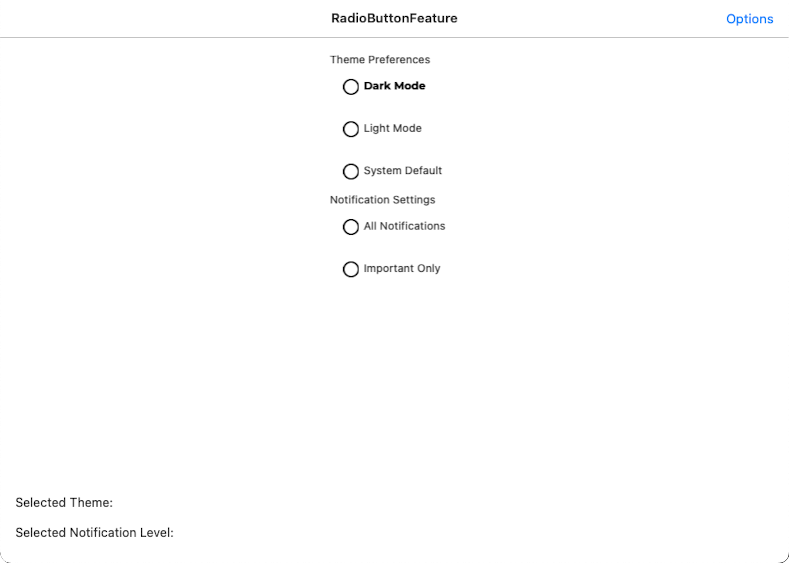 RadioButtonFeature
Options
Theme Preferences
Dark Mode
Light Mode
System Default
Notification Settings
All Notifications
Important Only
Selected Theme:
Selected Notification Level: